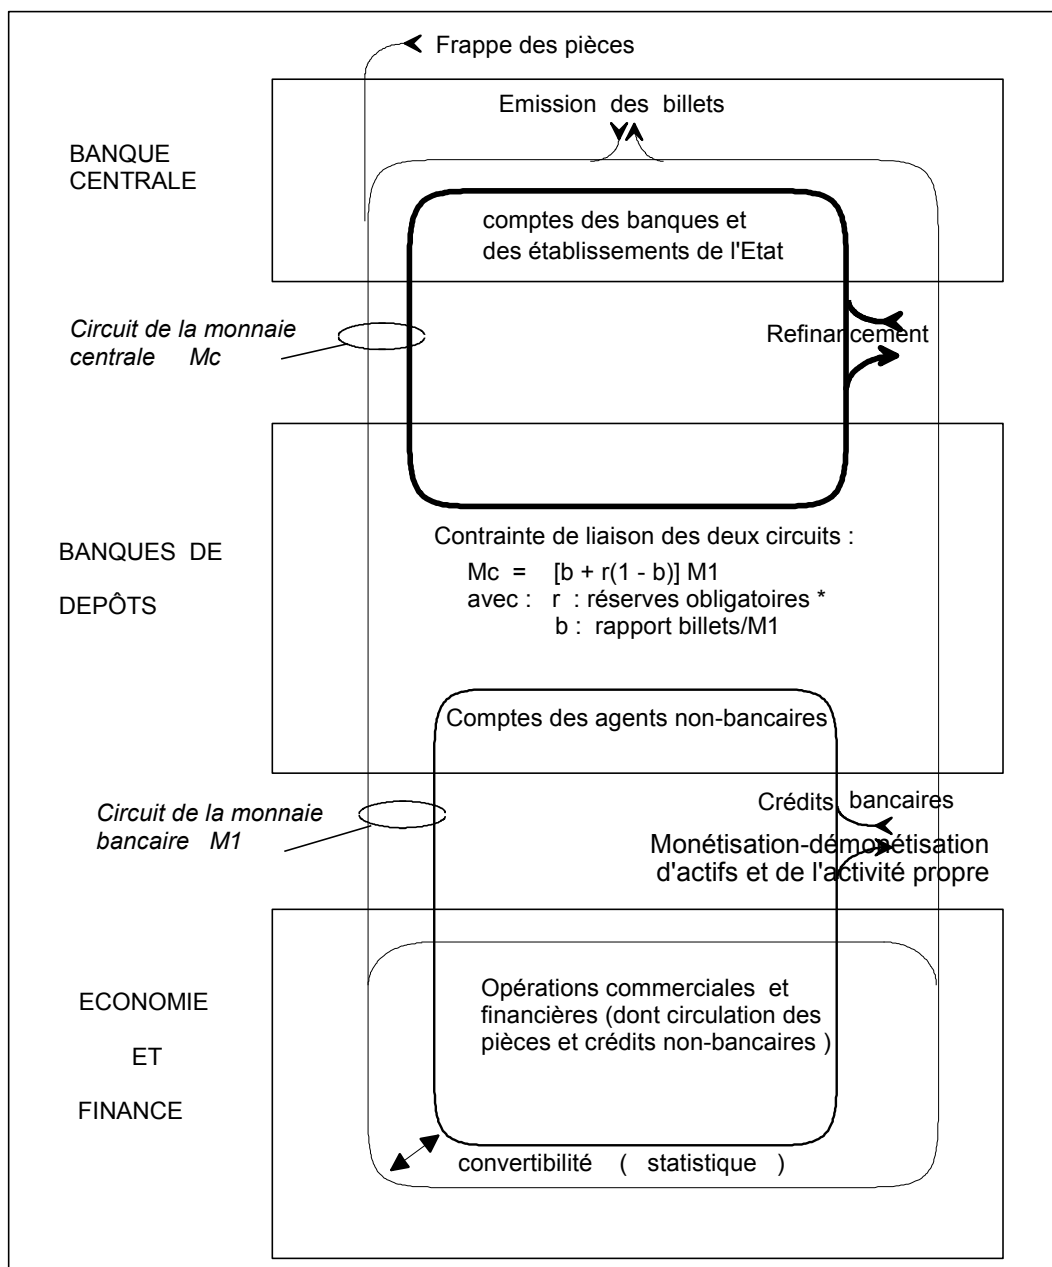 Frappe des pièces
Emission des billets
BANQUE
CENTRALE
comptes des banques et
des établissements de l'Etat
Circuit de la monnaie
centrale Mc
Refinancement
BANQUES DE
DEPÔTS
Contrainte de liaison des deux circuits :
Mc = [b + r(1 - b)] M1
avec : r : réserves obligatoires *
b : rapport billets/M1
Comptes des agents non-bancaires
Circuit de la monnaie
bancaire M1
Crédits bancaires
Monétisation-démonétisation
d'actifs et de l'activité propre
ECONOMIE
ET
FINANCE
Opérations commerciales et
financières (dont circulation des
pièces et crédits non-bancaires )
convertibilité ( statistique )